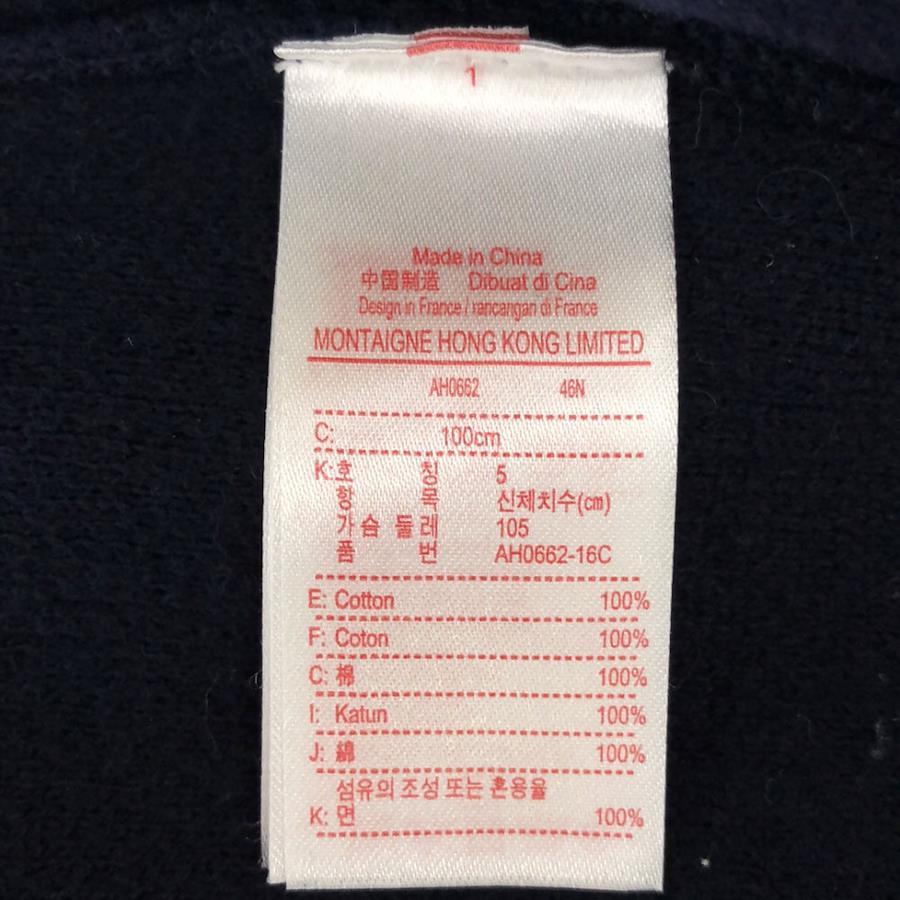 1
Made in China
中国制造 Dibuat di Cina
Design in France / rancangan di France
MONTAIGNE HONG KONG LIMITED
AH0662 46N
C: 100cm
K:호 칭 5
항 목 신체치수(cm)
가슴 둘레 105
품 번 AH0662-16C
E: Cotton 100%
F: Coton 100%
C: 棉 100%
I: Katun 100%
J: 綿 100%
섬유의 조성 또는 혼용율
K: 면 100%